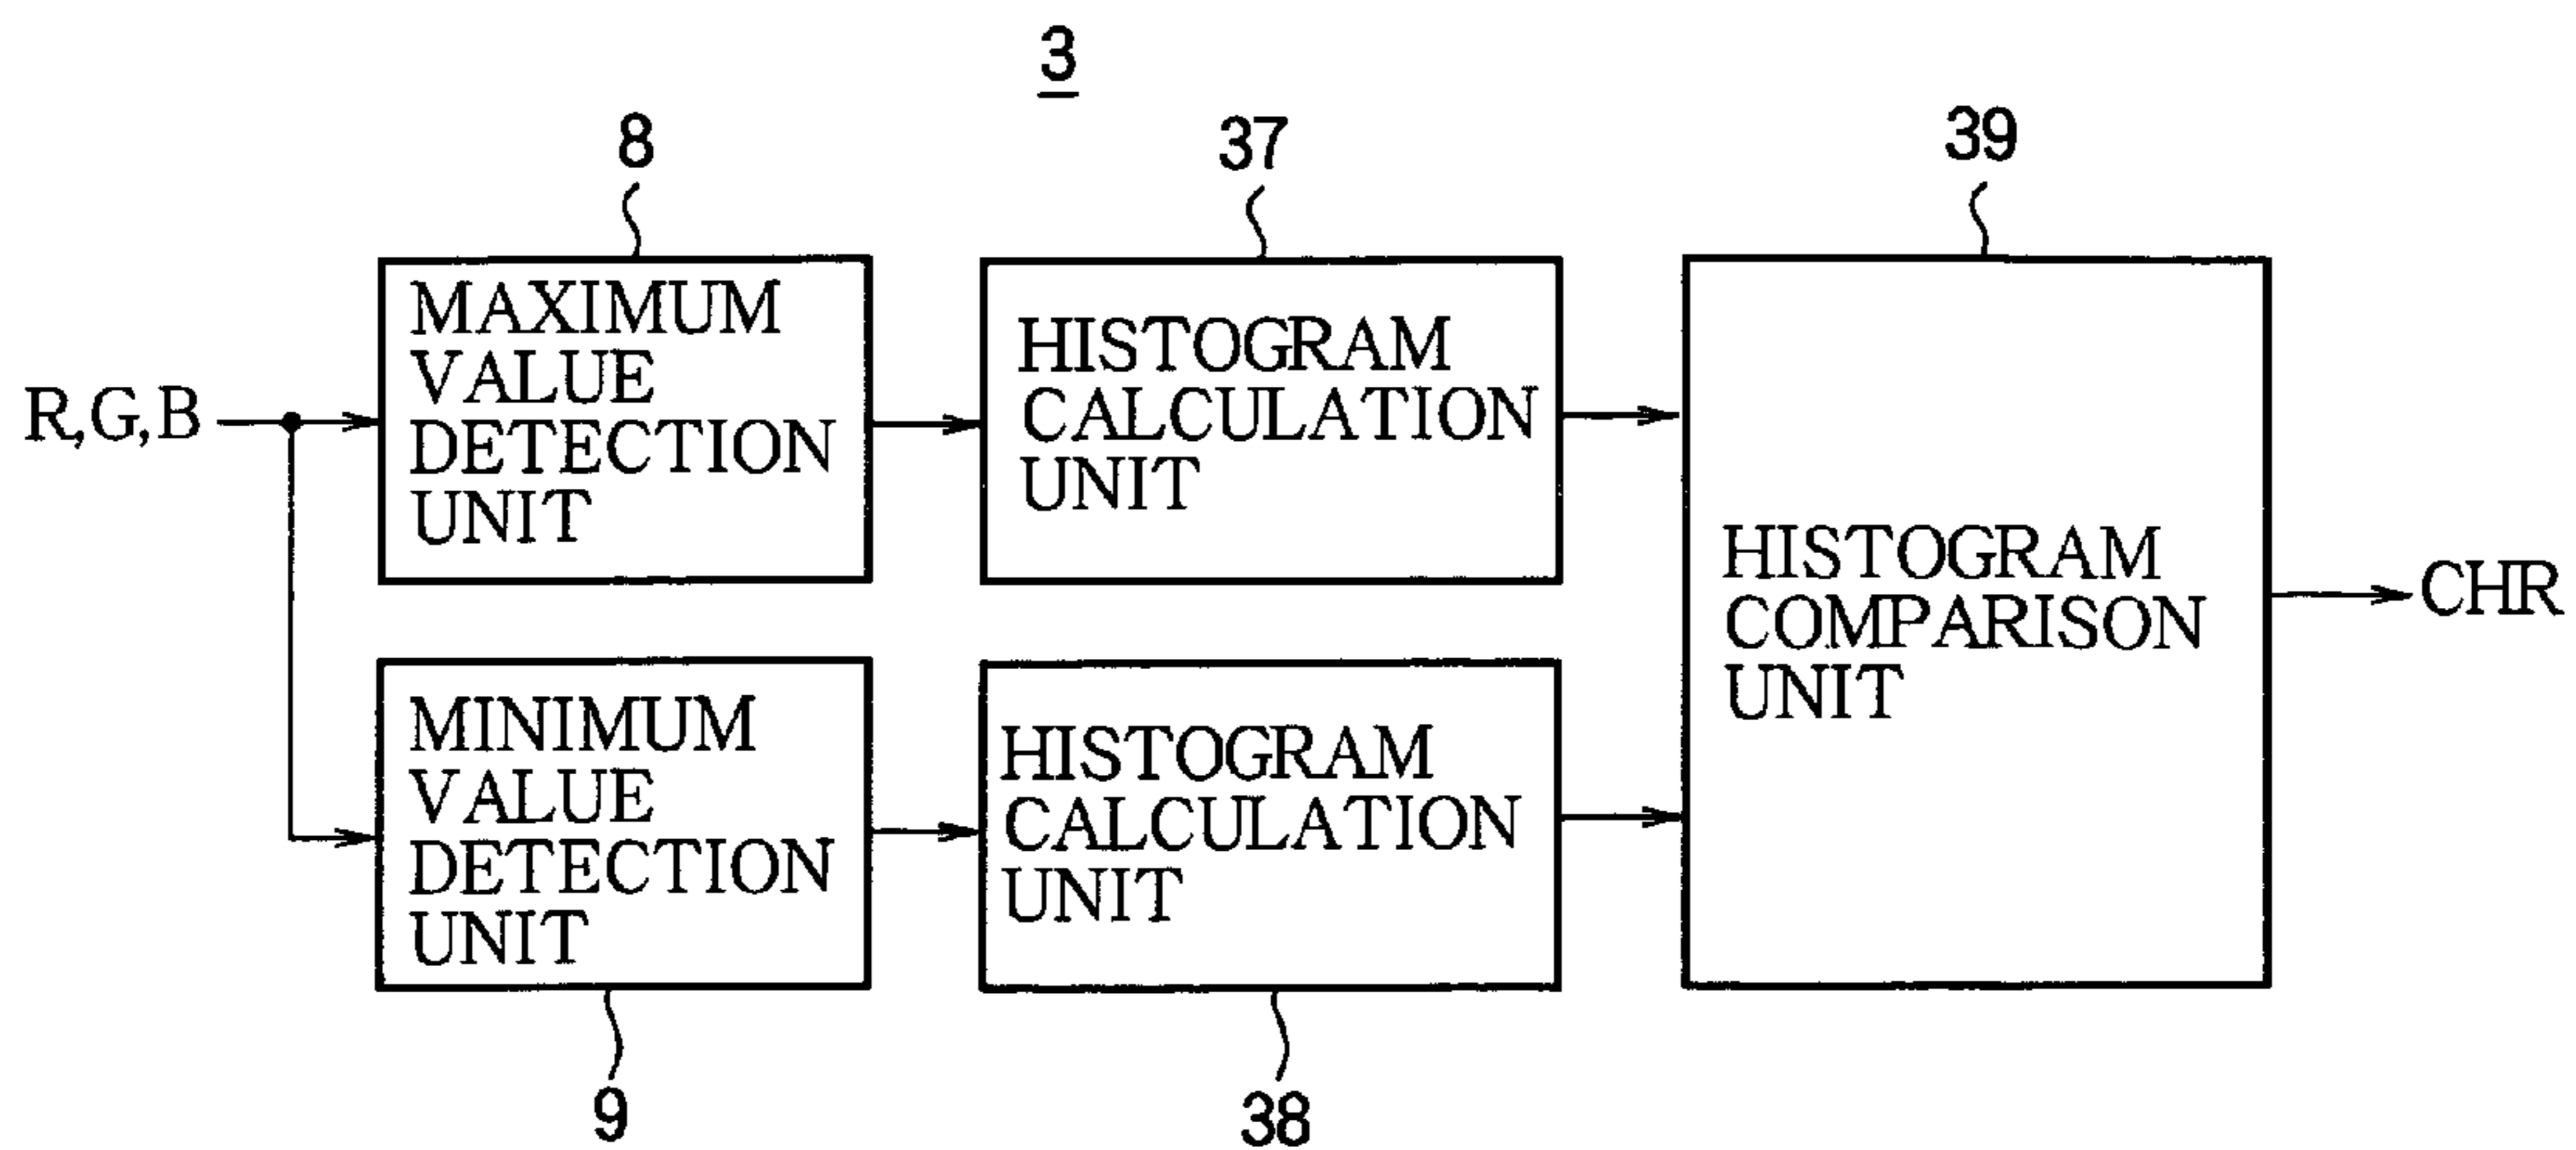 3
8
37
39
R,G,B
MAXIMUM
VALUE
DETECTION
UNIT
HISTOGRAM
CALCULATION
UNIT
HISTOGRAM
COMPARISON
UNIT
CHR
MINIMUM
VALUE
DETECTION
UNIT
HISTOGRAM
CALCULATION
UNIT
9
38